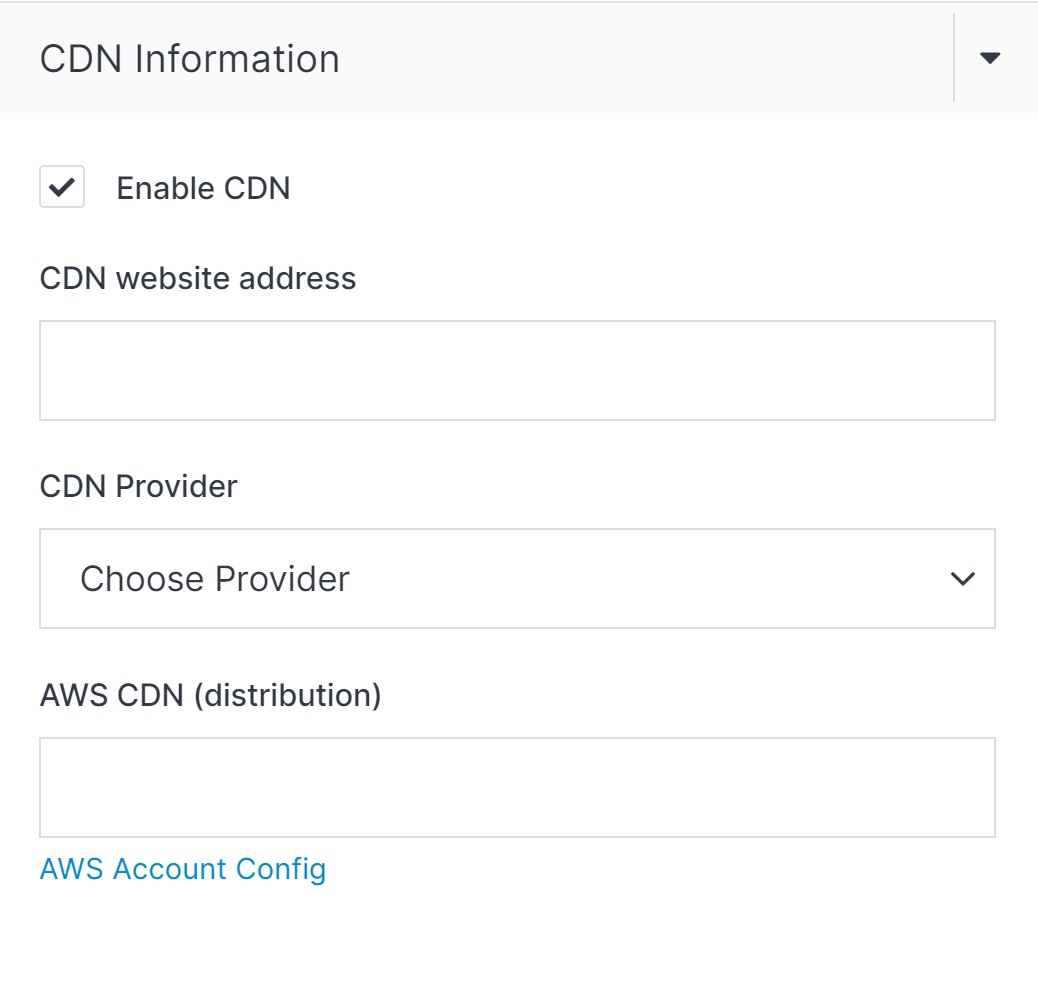 CDN Information
Enable CDN
CDN website address
CDN Provider
Choose Provider
AWS CDN (distribution)
AWS Account Config